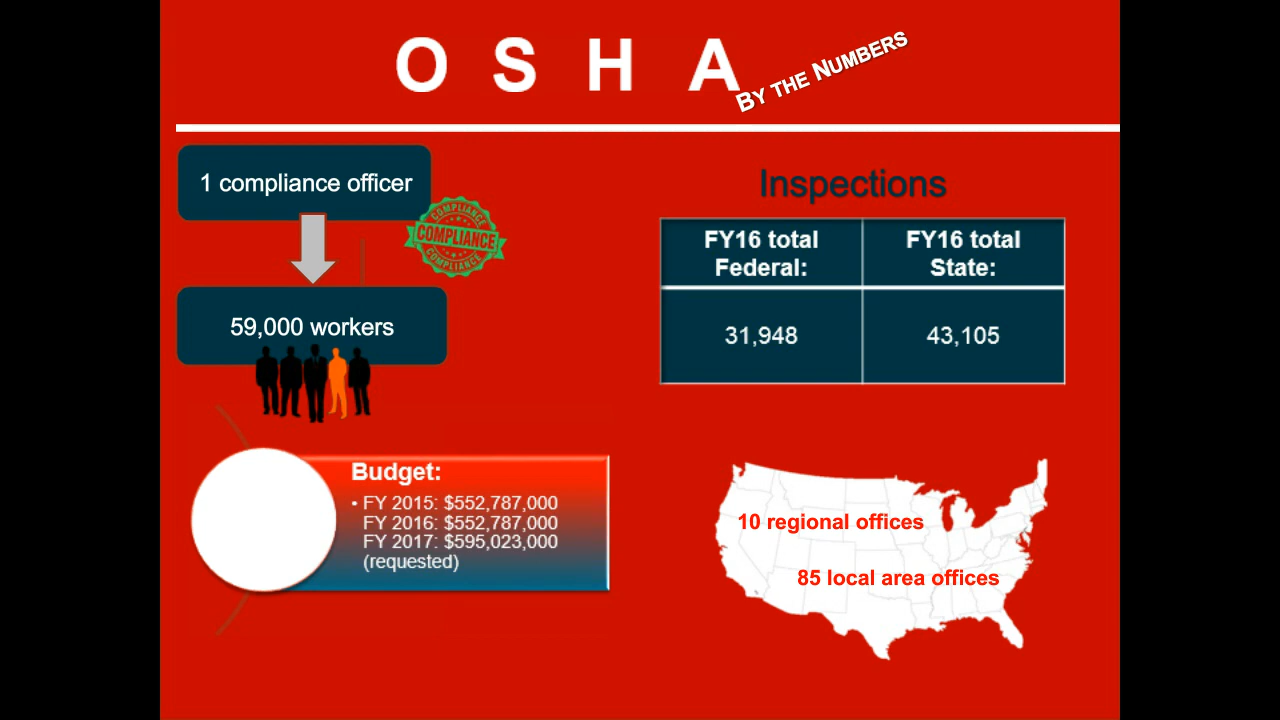 O S H A
BY THE NUMBERS
1 compliance officer
COMPLIANCE
COMPLIANCE
COMPLIANCE
59,000 workers
Inspections
FY16 total Federal:
FY16 total State:
31,948
43,105
Budget:
• FY 2015: $552,787,000
FY 2016: $552,787,000
FY 2017: $595,023,000
(requested)
10 regional offices
85 local area offices